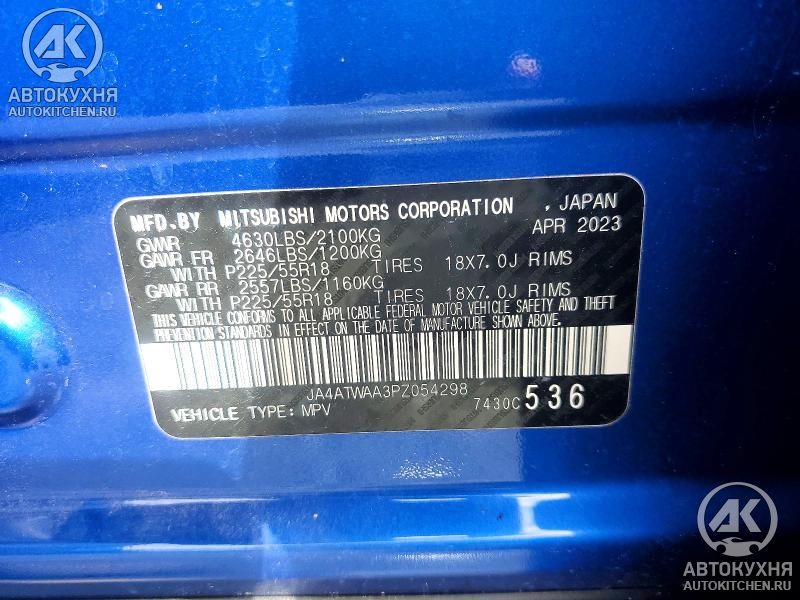 АК
АВТОКУХНЯ
AUTOKITCHEN.RU
MFD.BY MITSUBISHI MOTORS CORPORATION , JAPAN
APR 2023
GWWR 4630LBS/2100KG
GAWR FR 2646LBS/1200KG
WITH P225/55R18 TIRES 18X7.0J RIMS
GAWR RR 2557LBS/1160KG
WITH P225/55R18 TIRES 18X7.0J RIMS
THIS VEHICLE CONFORMS TO ALL APPLICABLE FEDERAL MOTOR VEHICLE SAFETY AND THEFT
PREVENTION STANDARDS IN EFFECT ON THE DATE OF MANUFACTURE SHOWN ABOVE.
JA4ATWAA3PZ054298
VEHICLE TYPE: MPV 7430C 536
АК
АВТОКУХНЯ
AUTOKITCHEN.RU